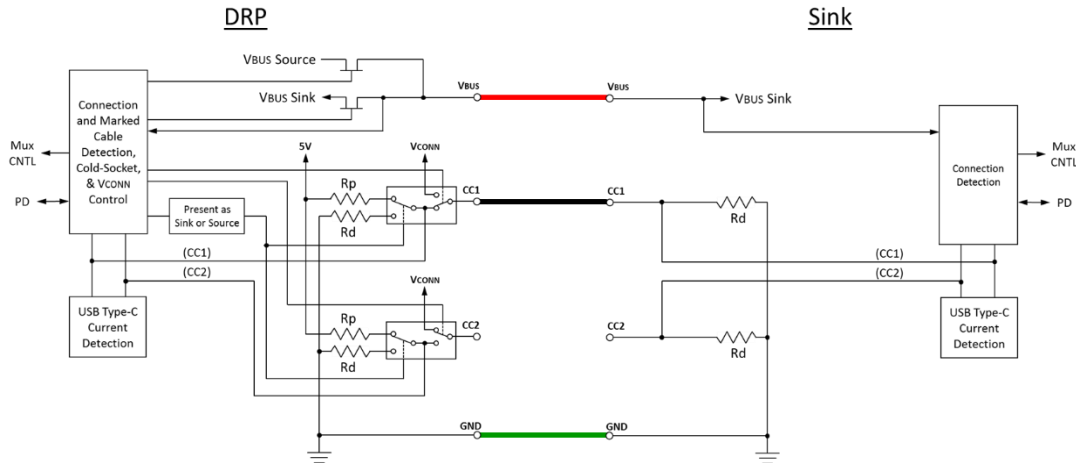 DRP
Sink
VBUS Source
VBUS Sink
VBUS
VBUS
VBUS Sink
Connection
and Marked
Cable
Detection,
Cold-Socket,
& VCONN
Control
Mux
CNTL
PD
5V
VCONN
Rp
Rd
CC1
CC1
Rd
Present as
Sink or Source
(CC1)
(CC2)
(CC1)
(CC2)
Connection
Detection
Mux
CNTL
PD
USB Type-C
Current
Detection
VCONN
Rp
Rd
CC2
CC2
Rd
USB Type-C
Current
Detection
GND
GND